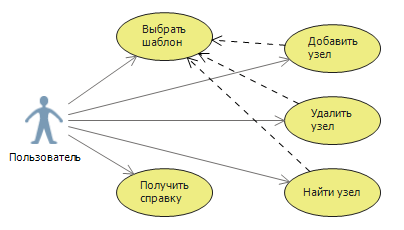 Выбрать
шаблон
Добавить
узел
Удалить
узел
Пользователь
Получить
справку
Найти узел